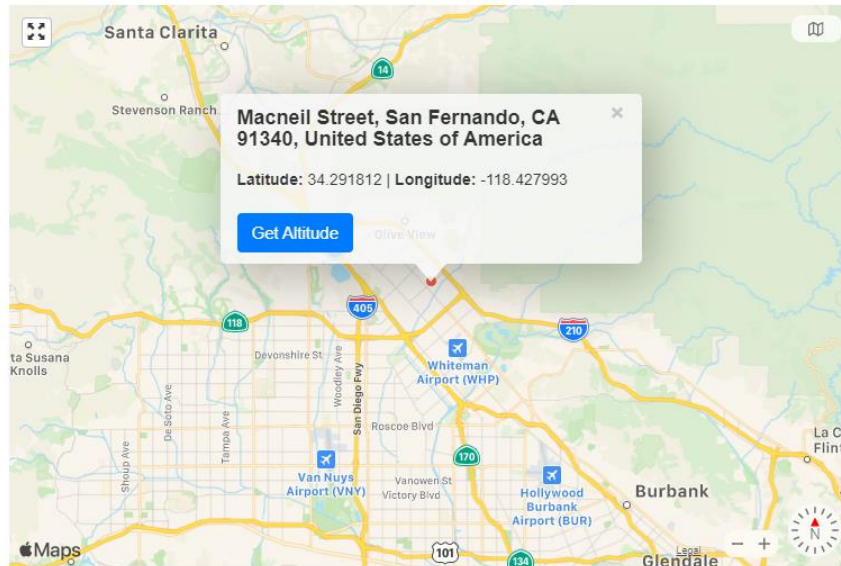 Santa Clarita
14
Stevenson Ranch
Macneil Street, San Fernando, CA
91340, United States of America
×
Latitude: 34.291812 | Longitude: -118.427993
Get Altitude
Olive View
405
118
210
ta Susana
Knolls
Devonshire St
Woodley Ave
San Diego Fwy
Whiteman
Airport (WHP)
De Soto Ave
Tampa Ave
Shoup Ave
Roscoe Blvd
170
La C
Flint
Van Nuys
Airport (VNY)
Vanowen St
Victory Blvd
Hollywood
Burbank
Airport (BUR)
Burbank
N
Maps
101
134
Legal
Glendale
− +